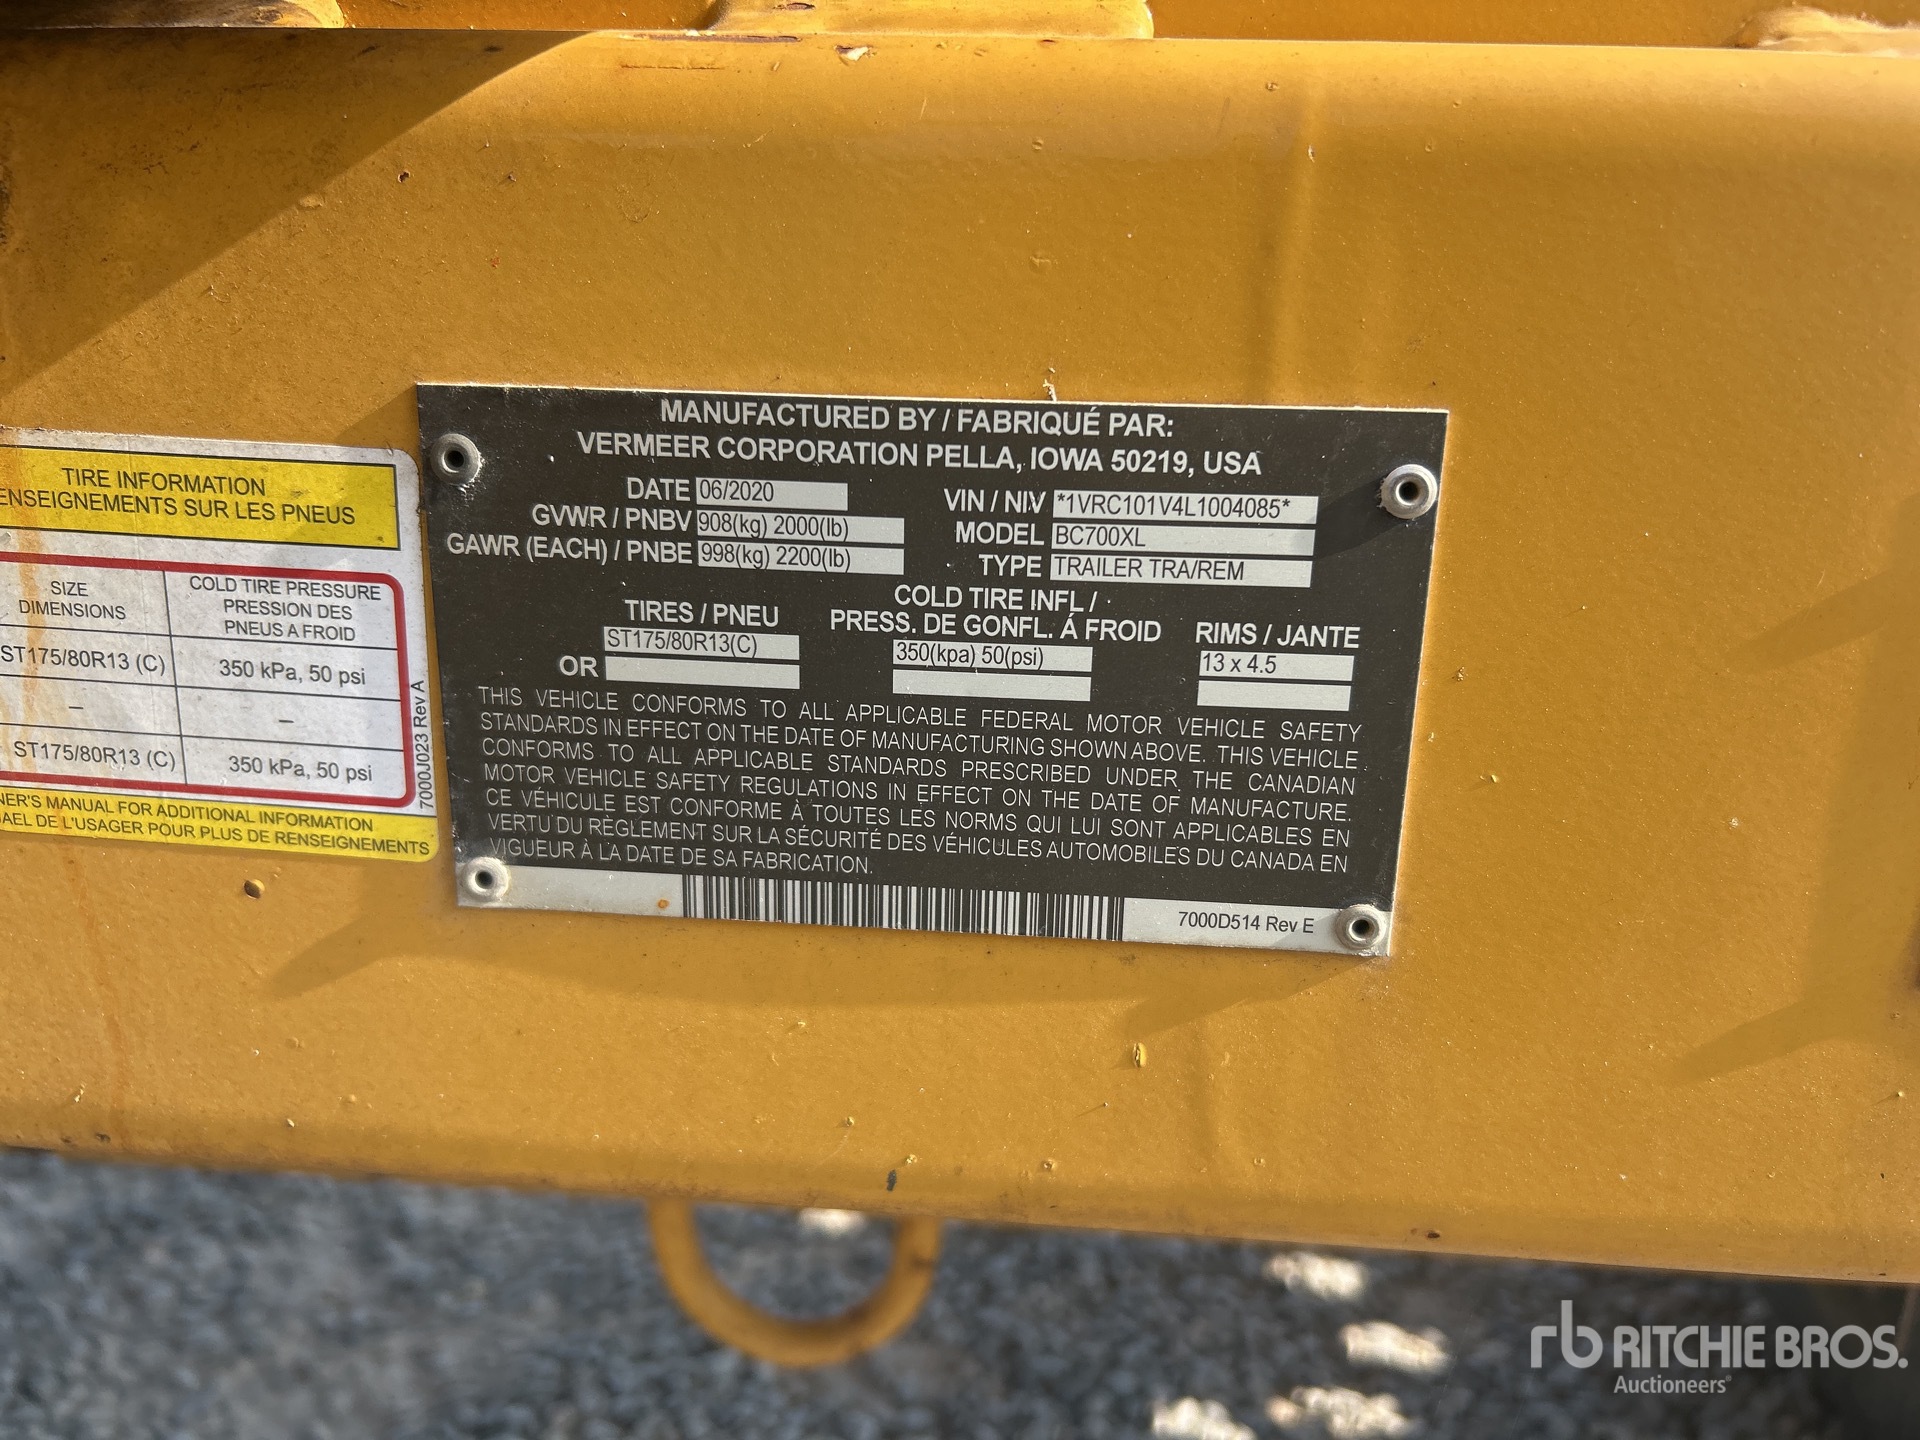 TIRE INFORMATION
ENSEIGNEMENTS SUR LES PNEUS
SIZE
DIMENSIONS
COLD TIRE PRESSURE
PRESSION DES
PNEUS A FROID
ST175/80R13 (C)
350 kPa, 50 psi
–
–
ST175/80R13 (C)
350 kPa, 50 psi
7000J023 Rev A
NER'S MANUAL FOR ADDITIONAL INFORMATION
UEL DE L'USAGER POUR PLUS DE RENSEIGNEMENTS
MANUFACTURED BY / FABRIQUÉ PAR:
VERMEER CORPORATION PELLA, IOWA 50219, USA
DATE 06/2020
GVWR / PNBV 908(kg) 2000(lb)
GAWR (EACH) / PNBE 998(kg) 2200(lb)
VIN / NIV *1VRC101V4L1004085*
MODEL BC700XL
TYPE TRAILER TRA/REM
TIRES / PNEU
ST175/80R13(C)
OR
COLD TIRE INFL /
PRESS. DE GONFL. Á FROID
350(kpa) 50(psi)
RIMS / JANTE
13 x 4.5
THIS VEHICLE CONFORMS TO ALL APPLICABLE FEDERAL MOTOR VEHICLE SAFETY
STANDARDS IN EFFECT ON THE DATE OF MANUFACTURING SHOWN ABOVE. THIS VEHICLE
CONFORMS TO ALL APPLICABLE STANDARDS PRESCRIBED UNDER THE CANADIAN
MOTOR VEHICLE SAFETY REGULATIONS IN EFFECT ON THE DATE OF MANUFACTURE.
CE VÉHICULE EST CONFORME À TOUTES LES NORMS QUI LUI SONT APPLICABLES EN
VERTU DU RÈGLEMENT SUR LA SÉCURITÉ DES VÉHICULES AUTOMOBILES DU CANADA EN
VIGUEUR À LA DATE DE SA FABRICATION.
7000D514 Rev E
rb RITCHIE BROS.
Auctioneers